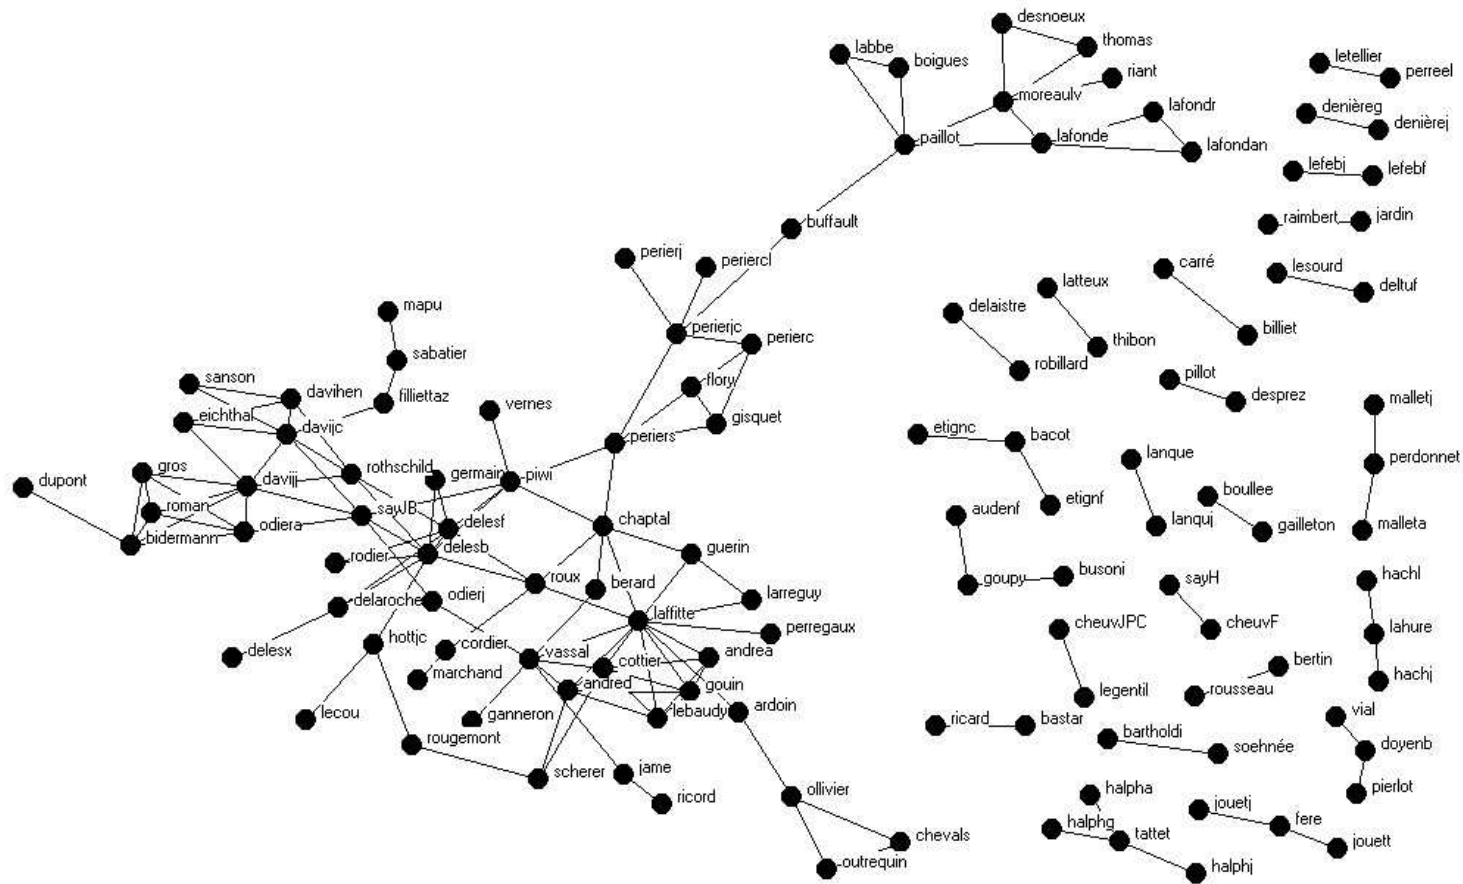 desnoeux
thomas
labbe
boigues
letellier
riant
perreel
moreaulv
lafondr
denièreg
denièrej
paillot
lafonde
lafondan
lefebj
lefebf
buffault
raimbert
jardin
perierj
periercl
carré
lesourd
latteux
deltuf
mapu
delaistre
billiet
perierjc
perierc
thibon
sabatier
robillard
sanson
davihen
flory
pillot
filliettaz
vernes
desprez
malletj
eichthal
davijc
gisquet
etignc
bacot
periers
lanque
perdonnet
gros
rothschild
germain
piwi
dupont
davijj
boullee
roman
sayJB
etignf
audenf
odiera
delesf
chaptal
lanquj
gailleton
malleta
bidermann
rodier
delesb
guerin
roux
berard
goupy
busoni
sayH
hachl
delaroche
odierj
larreguy
laffitte
cheuvJPC
cheuvF
lahure
perregaux
hottjc
cordier
delesx
vassal
cottier
andrea
bertin
marchand
andred
gouin
legentil
rousseau
hachj
lecou
ganneron
lebaudy
ardoin
ricard
bastar
vial
rougemont
bartholdi
soehnée
doyenb
scherer
jame
ricord
ollivier
halpha
pierlot
jouetj
halphg
tattet
fere
chevals
jouett
outrequin
halphj